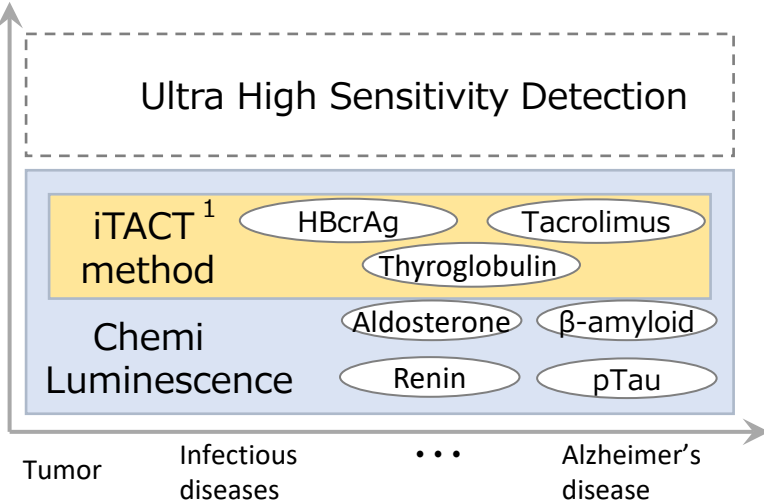 Ultra High Sensitivity Detection
iTACT 1
method
HBcrAg
Tacrolimus
Thyroglobulin
Chemi
Luminescence
Aldosterone
β-amyloid
Renin
pTau
Tumor
Infectious
diseases
・・・
Alzheimer’s
disease